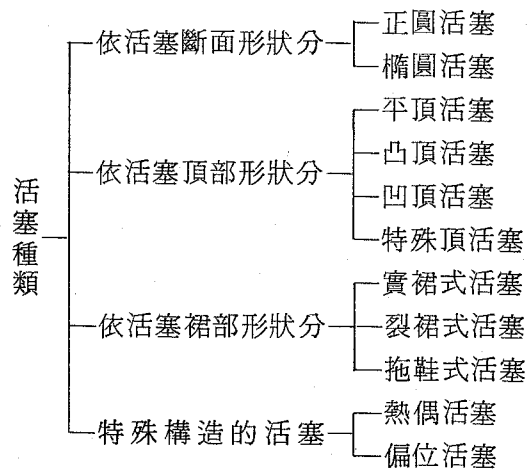 活塞種類
依活塞斷面形狀分
正圓活塞
橢圓活塞
依活塞頂部形狀分
平頂活塞
凸頂活塞
凹頂活塞
特殊頂活塞
依活塞裙部形狀分
實裙式活塞
裂裙式活塞
拖鞋式活塞
特殊構造的活塞
熱偶活塞
偏位活塞